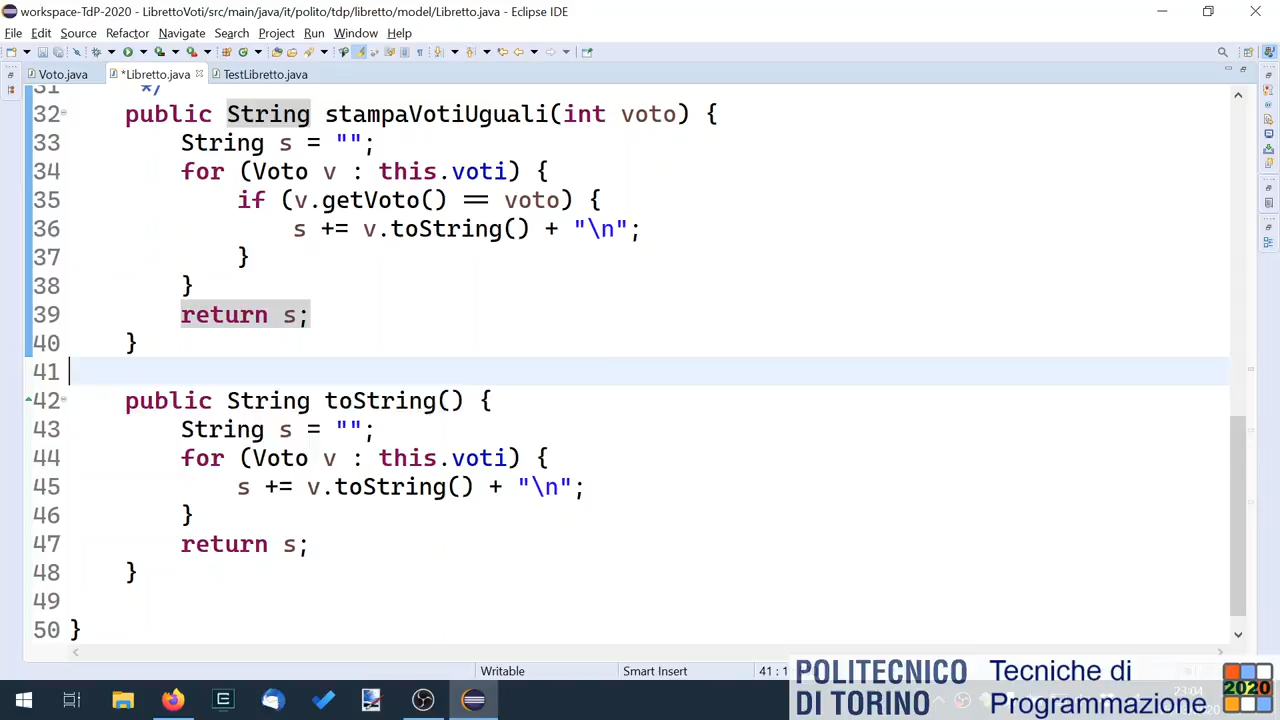 workspace-TdP-2020 - LibrettoVoti/src/main/java/it/polito/tdp/libretto/model/Libretto.java - Eclipse IDE
File Edit Source Refactor Navigate Search Project Run Window Help
Voto.java *Libretto.java TestLibretto.java
31 */
32 public String stampaVotiUguali(int voto) {
33 String s = "";
34 for (Voto v : this.voti) {
35 if (v.getVoto() == voto) {
36 s += v.toString() + "\n";
37 }
38 }
39 return s;
40 }
41
42 public String toString() {
43 String s = "";
44 for (Voto v : this.voti) {
45 s += v.toString() + "\n";
46 }
47 return s;
48 }
49
50 }
Writable Smart Insert 41 : 1
POLITECNICO DI TORINO
Tecniche di Programmazione
2020
23:04